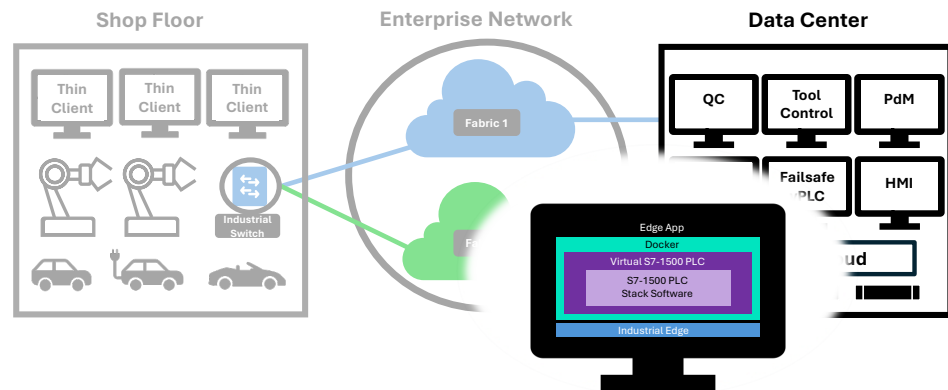 Shop Floor
Enterprise Network
Data Center
Thin
Client
Thin
Client
Thin
Client
Fabric 1
QC
Tool
Control
PdM
Failsafe
HMI
Industrial
Switch
Edge App
Docker
Virtual S7-1500 PLC
S7-1500 PLC
Stack Software
Industrial Edge